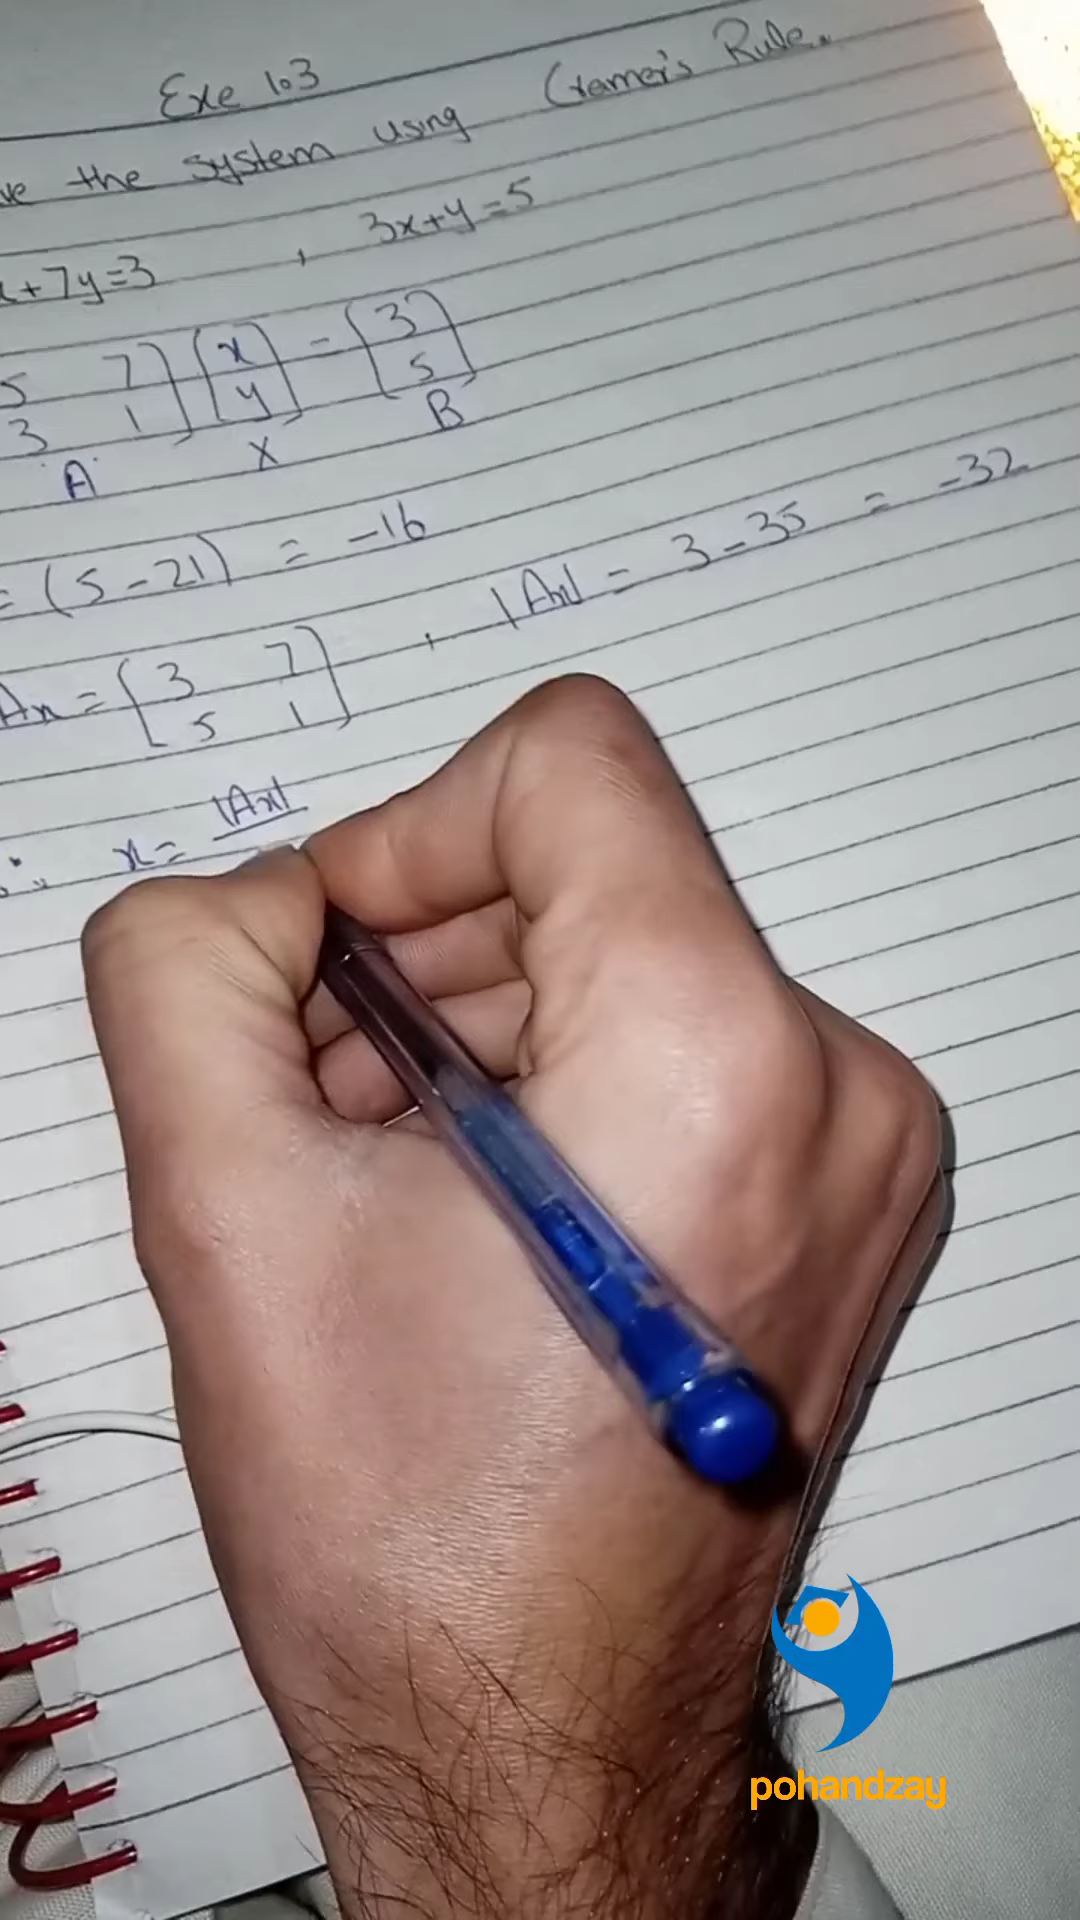 Exe 1.3
ve the system using Cramer's Rule.
x + 7y = 3 , 3x + y = 5
5 7 x = 3
3 1 y 5
A X B
= (5 - 21) = -16
Ax = [3 7 , |Ax| = 3 - 35 = -32
5 1]
∴ x = |Ax|
pohandzay